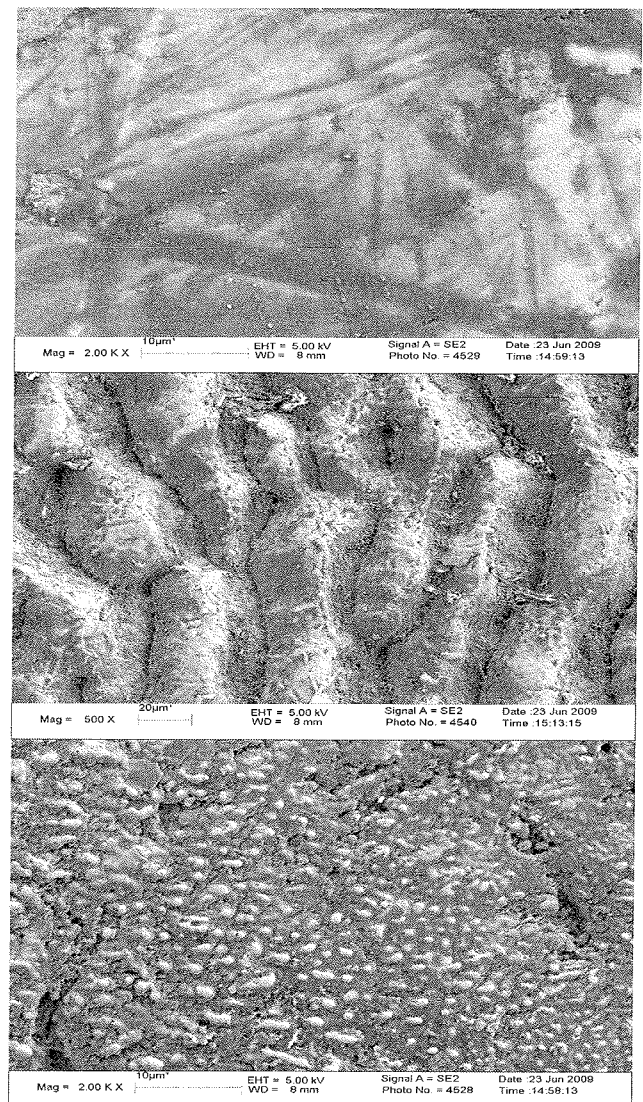 Mag = 2.00 K X 10µm* EHT = 5.00 kV Signal A = SE2 Date :23 Jun 2009
WD = 8 mm Photo No. = 4529 Time :14:59:13
Mag = 500 X 20µm* EHT = 5.00 kV Signal A = SE2 Date :23 Jun 2009
WD = 8 mm Photo No. = 4540 Time :15:13:15
Mag = 2.00 K X 10µm* EHT = 5.00 kV Signal A = SE2 Date :23 Jun 2009
WD = 8 mm Photo No. = 4528 Time :14:58:13